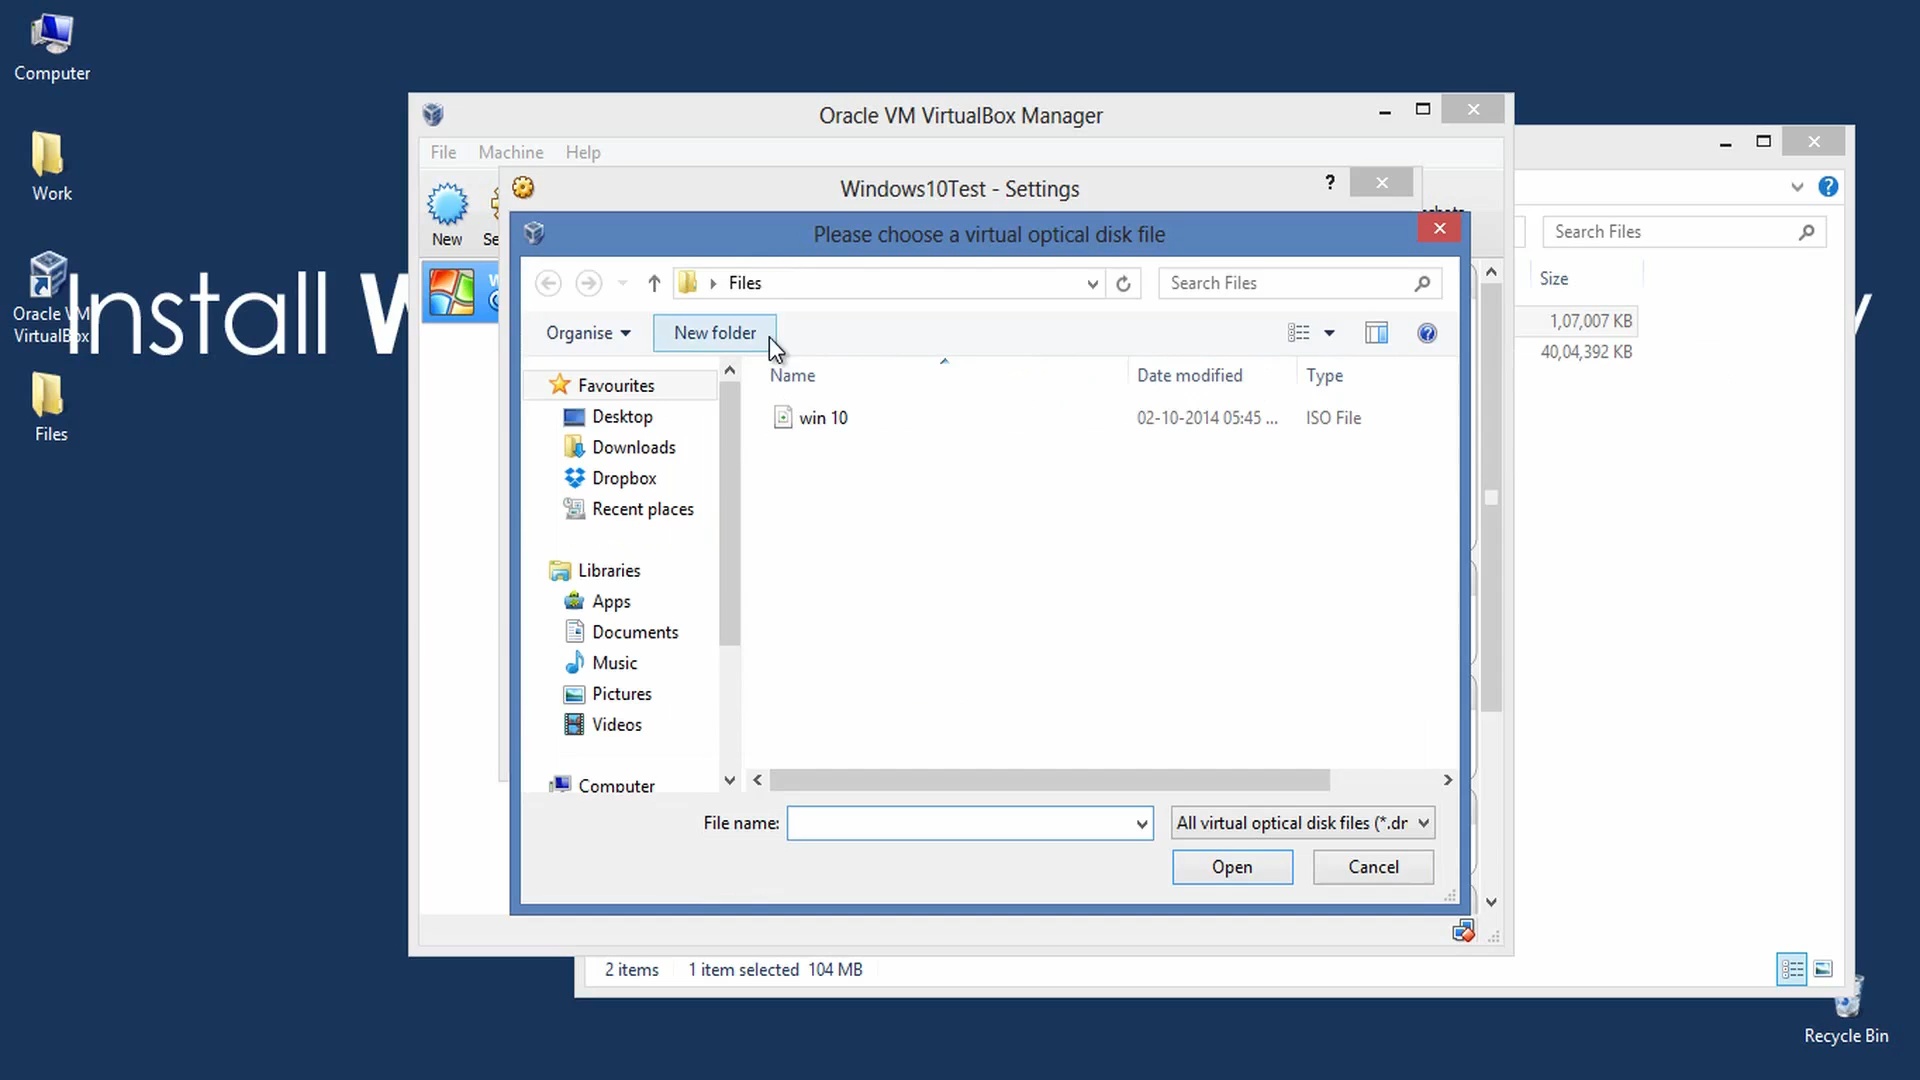 Computer
Work
Oracle VM
VirtualBox
Files
Install W
y
Oracle VM VirtualBox Manager
File Machine Help
New
Se
Windows10Test - Settings
?
Please choose a virtual optical disk file
Files
Search Files
Organise
New folder
Name Date modified Type
win 10 02-10-2014 05:45 ... ISO File
Favourites
Desktop
Downloads
Dropbox
Recent places
Libraries
Apps
Documents
Music
Pictures
Videos
Computer
File name:
All virtual optical disk files (*.dr
Open
Cancel
Search Files
Size
1,07,007 KB
40,04,392 KB
2 items 1 item selected 104 MB
Recycle Bin